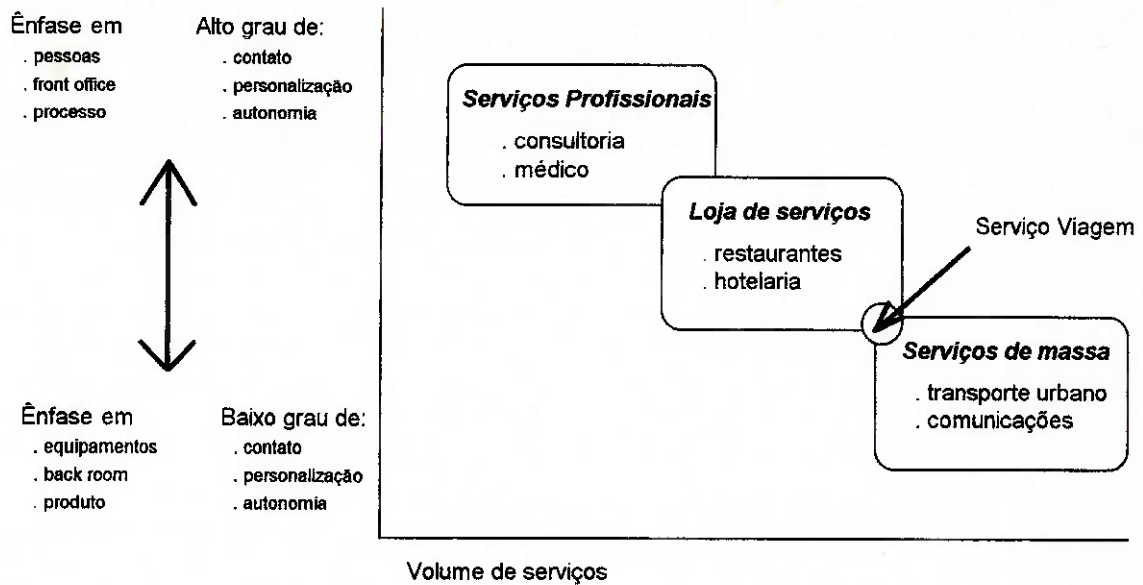 Ênfase em
. pessoas
. front office
. processo
Alto grau de:
. contato
. personalização
. autonomia
Serviços Profissionais
. consultoria
. médico
Loja de serviços
. restaurantes
. hotelaria
Serviço Viagem
Serviços de massa
. transporte urbano
. comunicações
Ênfase em
. equipamentos
. back room
. produto
Baixo grau de:
. contato
. personalização
. autonomia
Volume de serviços